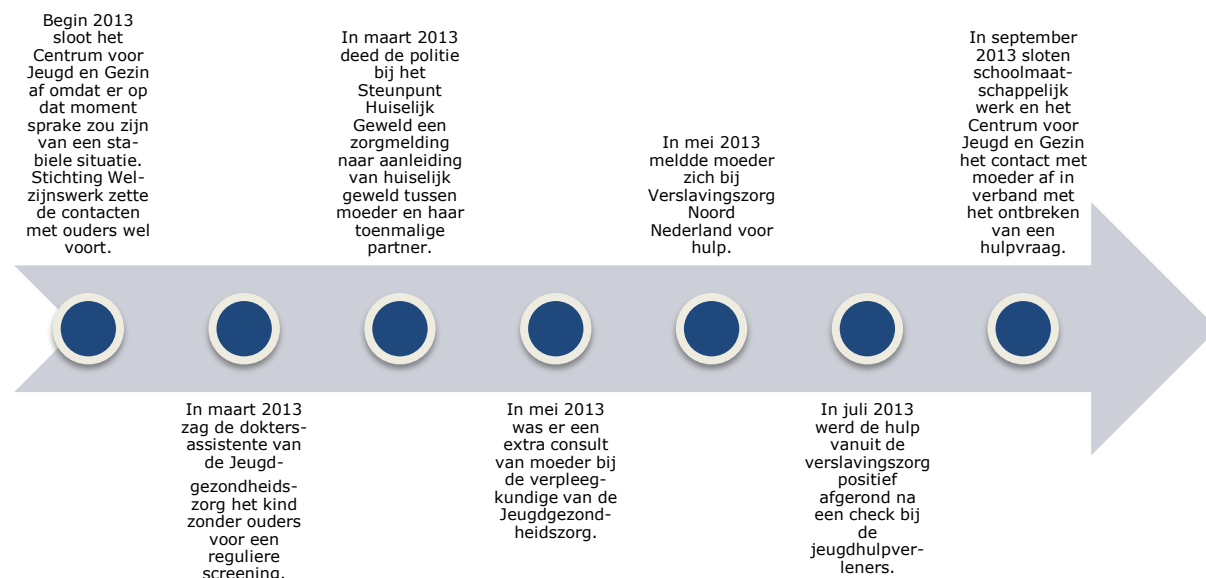 Begin 2013
sloot het
Centrum voor
Jeugd en Gezin
af omdat er op
dat moment
sprake zou zijn
van een sta-
biele situatie.
Stichting Wel-
zijnswerk zette
de contacten
met ouders wel
voort.
In maart 2013
zag de dokters-
assistente van
de Jeugd-
gezondheids-
zorg het kind
zonder ouders
voor een
reguliere
screening.
In maart 2013
deed de politie
bij het
Steunpunt
Huiselijk
Geweld een
zorgmelding
naar aanleiding
van huiselijk
geweld tussen
moeder en haar
toenmalige
partner.
In mei 2013
was er een
extra consult
van moeder bij
de verpleeg-
kundige van de
Jeugdgezond-
heidszorg.
In mei 2013
meldde moeder
zich bij
Verslavingszorg
Noord
Nederland voor
hulp.
In juli 2013
werd de hulp
vanuit de
verslavingszorg
positief
afgerond na
een check bij
de
jeugdhulpver-
leners.
In september
2013 sloten
schoolmaat-
schappelijk
werk en het
Centrum voor
Jeugd en Gezin
het contact met
moeder af in
verband met
het ontbreken
van een
hulpvraag.